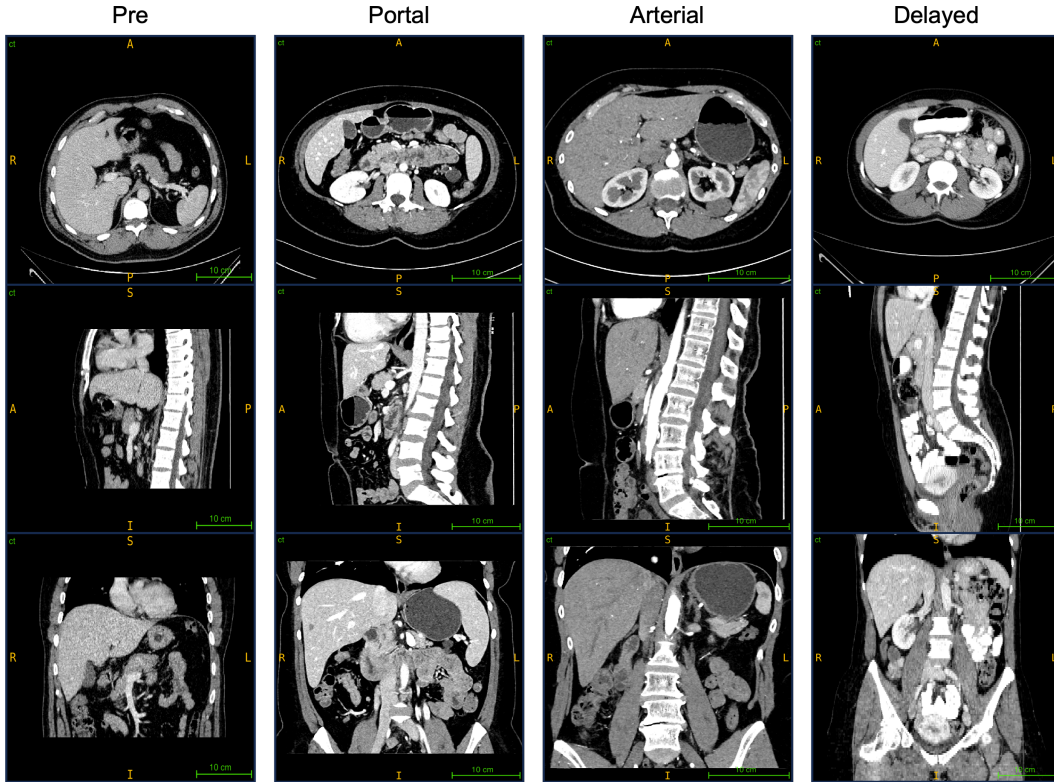 Pre Portal Arterial Delayed
ct A ct A ct A ct A
R L R L R L R L
P 10 cm P 10 cm P 10 cm P 10 cm
ct S ct S ct S ct S
A P A P A P A P
I 10 cm I 10 cm I 10 cm I 10 cm
ct S ct S ct S ct S
R L R L R L R L
I 10 cm I 10 cm I 10 cm I 10 cm